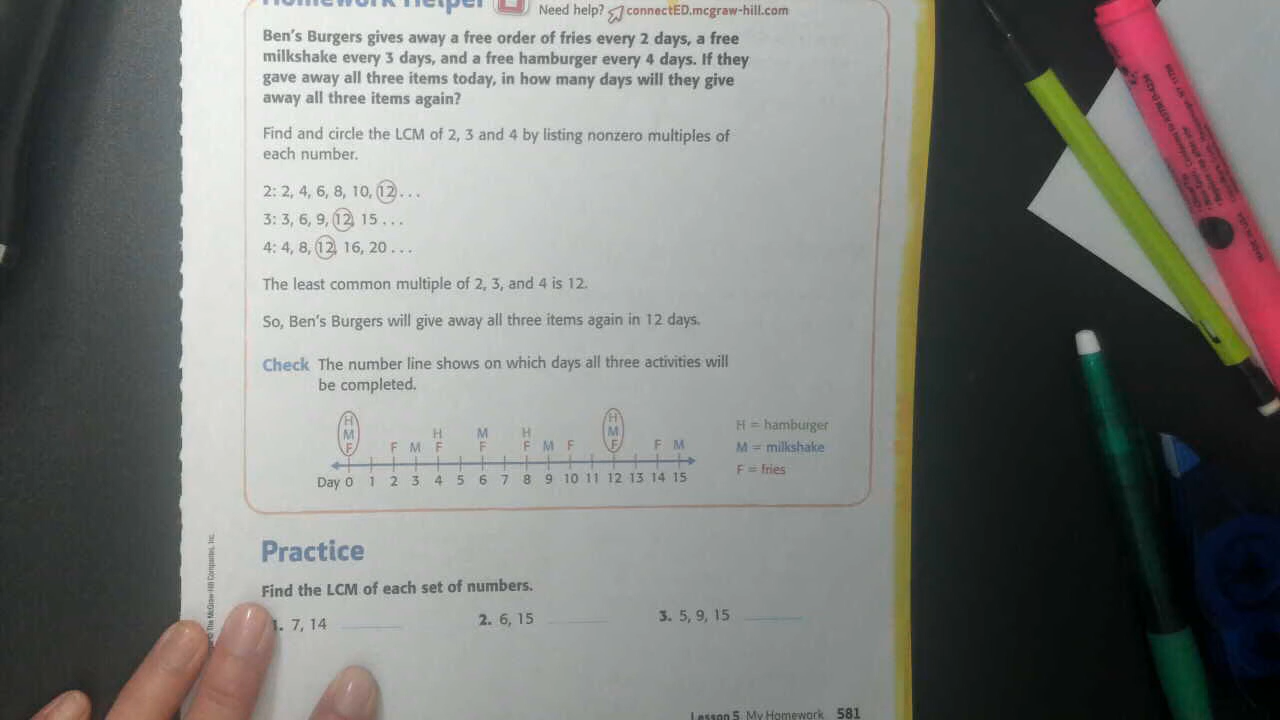 Homework Helper
Need help? connectED.mcgraw-hill.com
Ben's Burgers gives away a free order of fries every 2 days, a free
milkshake every 3 days, and a free hamburger every 4 days. If they
gave away all three items today, in how many days will they give
away all three items again?
Find and circle the LCM of 2, 3 and 4 by listing nonzero multiples of
each number.
2: 2, 4, 6, 8, 10, 12 . . .
3: 3, 6, 9, 12, 15 . . .
4: 4, 8, 12, 16, 20 . . .
The least common multiple of 2, 3, and 4 is 12.
So, Ben's Burgers will give away all three items again in 12 days.
Check The number line shows on which days all three activities will
be completed.
H H M H H
M F M F F F M F M F M
F F
Day 0 1 2 3 4 5 6 7 8 9 10 11 12 13 14 15
H = hamburger
M = milkshake
F = fries
Practice
Find the LCM of each set of numbers.
1. 7, 14
2. 6, 15
3. 5, 9, 15
Lesson 5 My Homework 581
The McGraw-Hill Companies, Inc.